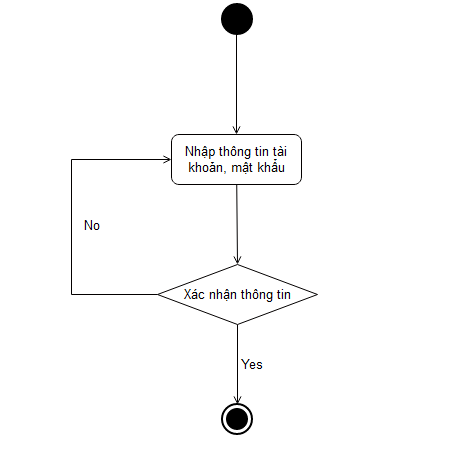 Nhập thông tin tài
khoản, mật khẩu
No
Xác nhận thông tin
Yes